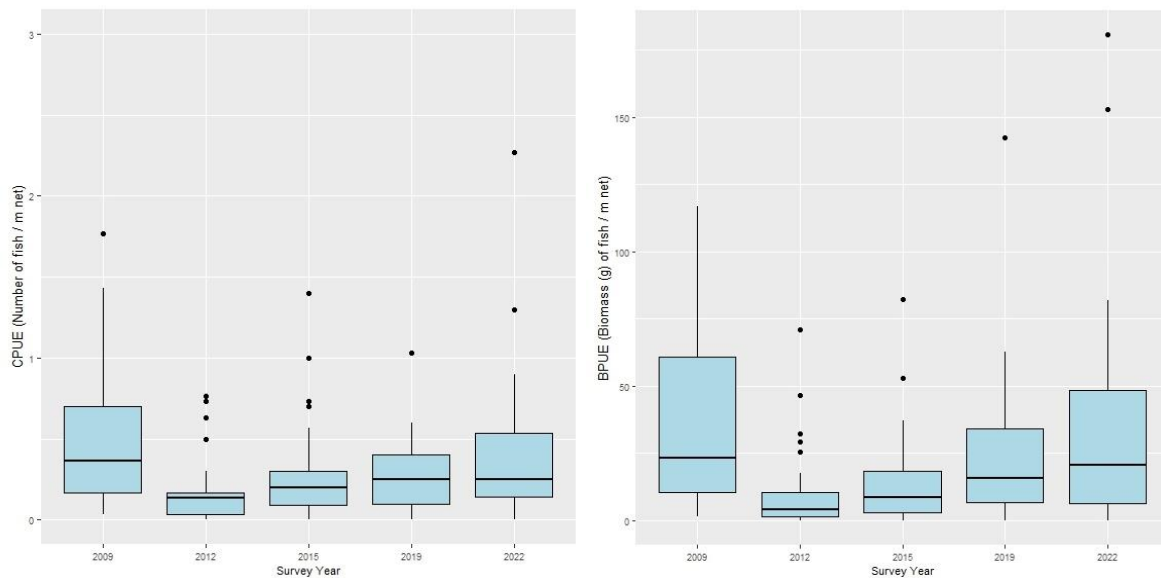 CPUE (Number of fish / m net)
3
2
1
0
2009 2012 2015 2019 2022
Survey Year
BPUE (Biomass (g) of fish / m net)
150
100
50
0
2009 2012 2015 2019 2022
Survey Year